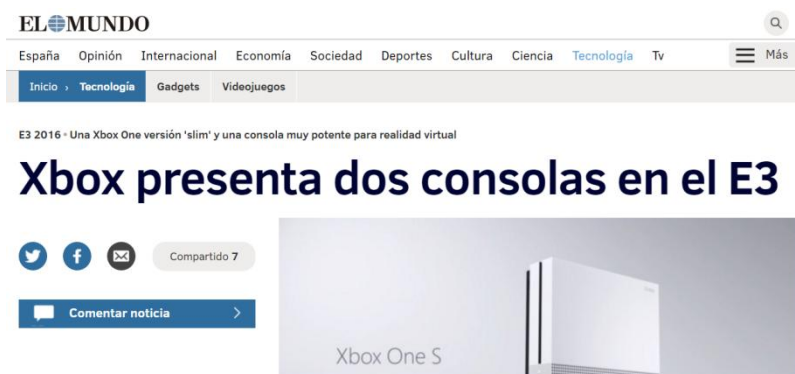 EL MUNDO
España Opinión Internacional Economía Sociedad Deportes Cultura Ciencia Tecnología Tv Más
Inicio › Tecnología Gadgets Videojuegos
E3 2016 · Una Xbox One versión 'slim' y una consola muy potente para realidad virtual
Xbox presenta dos consolas en el E3
Compartido 7
Comentar noticia
Xbox One S